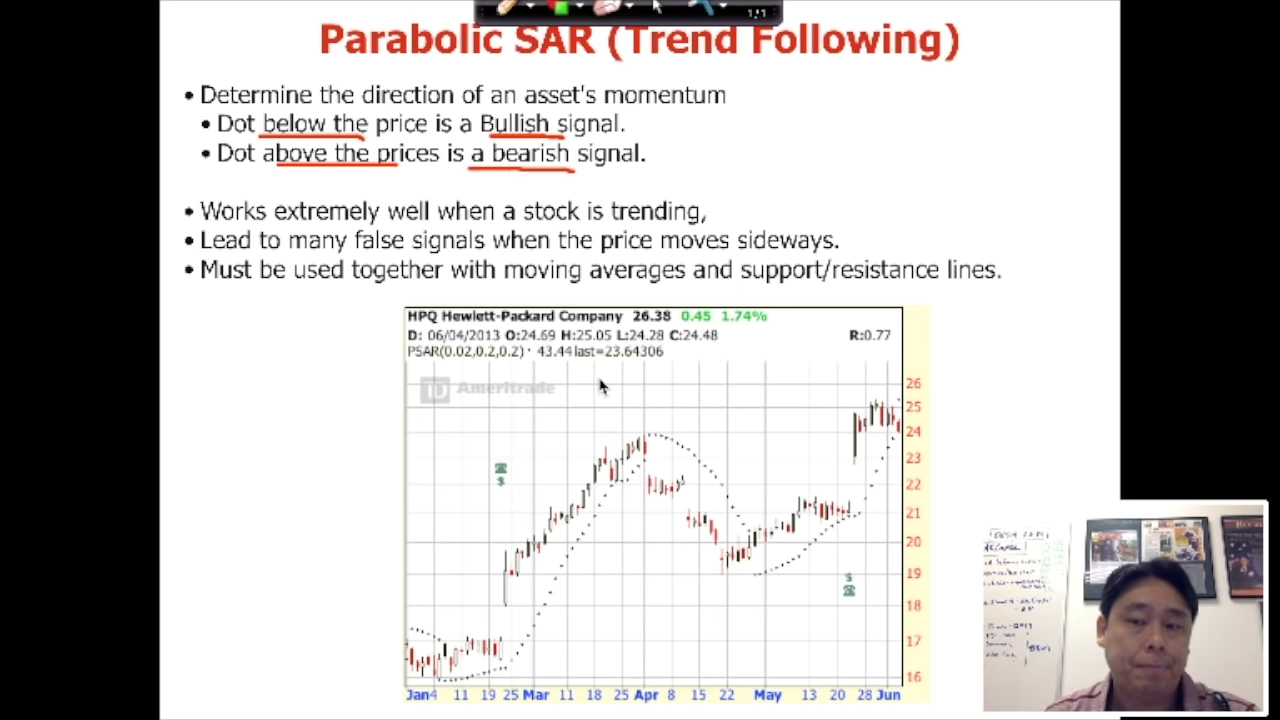 1/1
Parabolic SAR (Trend Following)
• Determine the direction of an asset's momentum
• Dot below the price is a Bullish signal.
• Dot above the prices is a bearish signal.
• Works extremely well when a stock is trending,
• Lead to many false signals when the price moves sideways.
• Must be used together with moving averages and support/resistance lines.
HPQ Hewlett-Packard Company 26.38 0.45 1.74%
D: 06/04/2013 O:24.69 H:25.05 L:24.28 C:24.48 R:0.77
PSAR(0.02,0.2,0.2) · 43.44last=23.64306
TD Ameritrade
26
25
24
23
22
21
20
19
18
17
16
$
$
Jan4 11 19 25 Mar 11 18 25 Apr 8 15 22 May 13 20 28 Jun